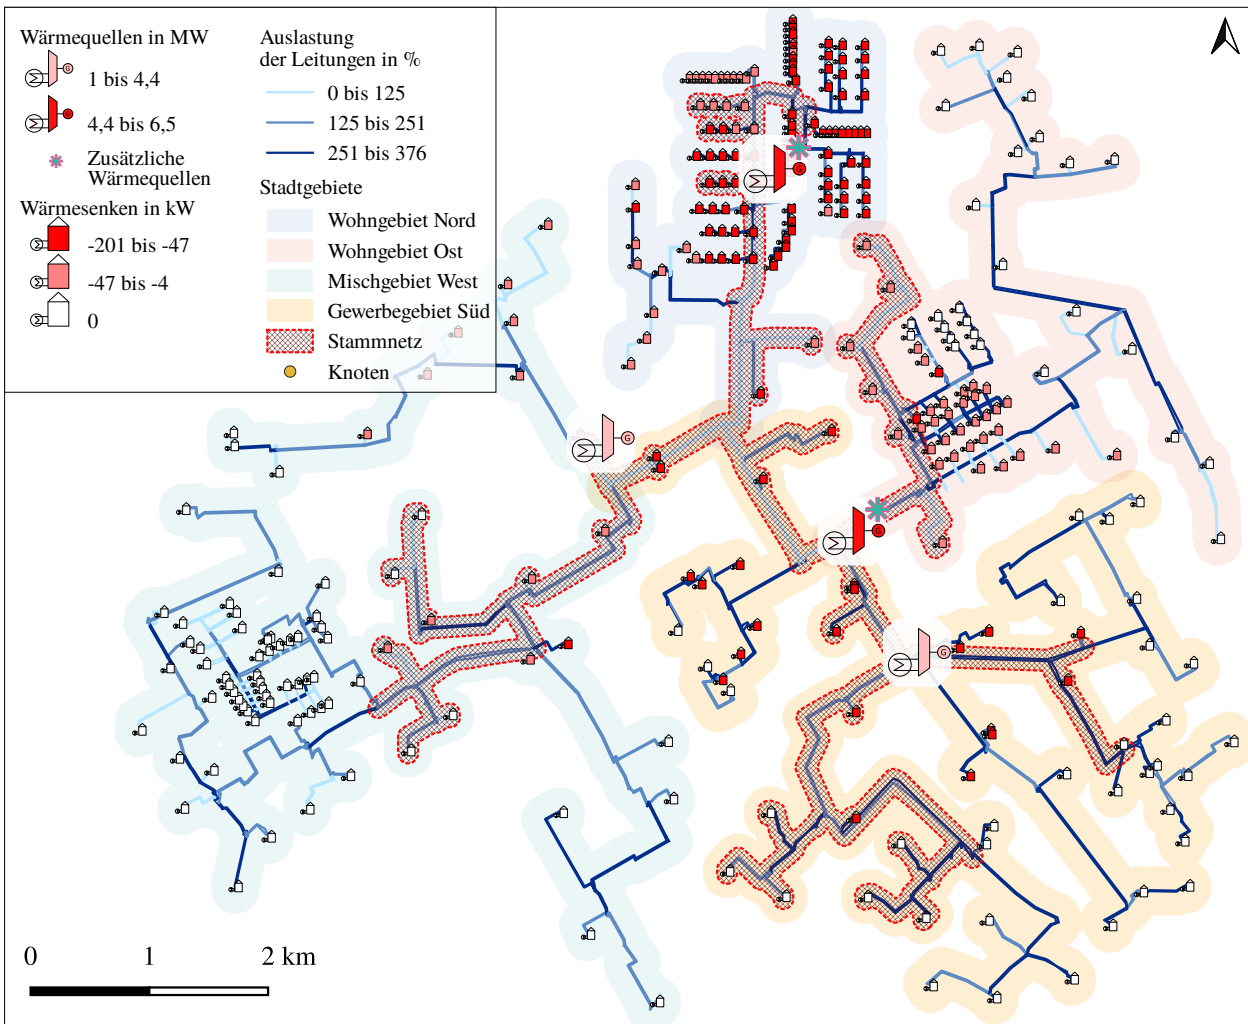 Wärmequellen in MW
1 bis 4,4
4,4 bis 6,5
Zusätzliche
Wärmequellen
Wärmesenken in kW
-201 bis -47
-47 bis -4
0
Auslastung
der Leitungen in %
0 bis 125
125 bis 251
251 bis 376
Stadtgebiete
Wohngebiet Nord
Wohngebiet Ost
Mischgebiet West
Gewerbegebiet Süd
Stammnetz
Knoten
0 1 2 km